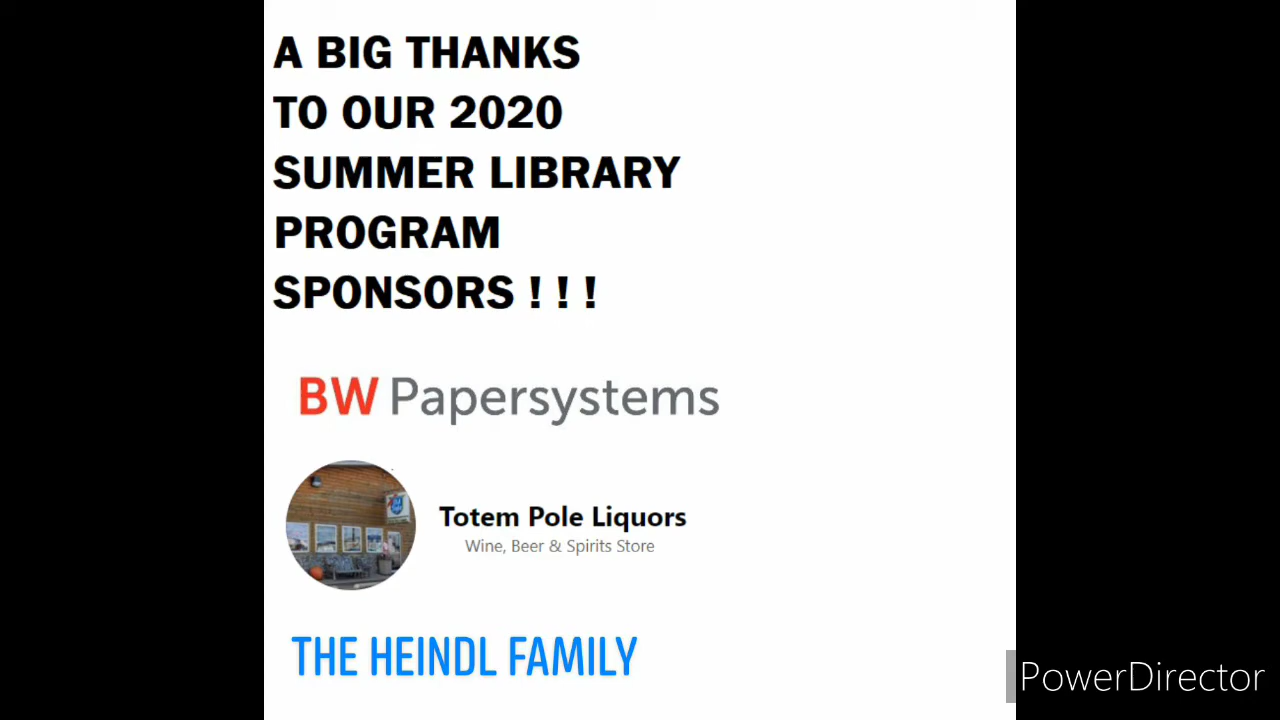 A BIG THANKS
TO OUR 2020
SUMMER LIBRARY
PROGRAM
SPONSORS ! ! !
BW Papersystems
Totem Pole Liquors
Wine, Beer & Spirits Store
THE HEINDL FAMILY
PowerDirector